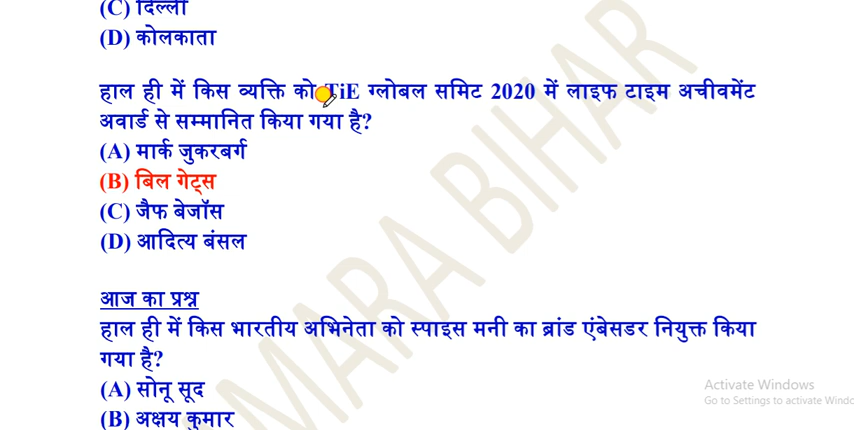 (C) दिल्ली
(D) कोलकाता
हाल ही में किस व्यक्ति को TiE ग्लोबल समिट 2020 में लाइफ टाइम अचीवमेंट
अवार्ड से सम्मानित किया गया है?
(A) मार्क जुकरबर्ग
(B) बिल गेट्स
(C) जैफ बेजॉस
(D) आदित्य बंसल
आज का प्रश्न
हाल ही में किस भारतीय अभिनेता को स्पाइस मनी का ब्रांड एंबेसडर नियुक्त किया
गया है?
(A) सोनू सूद
(B) अक्षय कुमार
MARA BIHAR
Activate Windows
Go to Settings to activate Windo